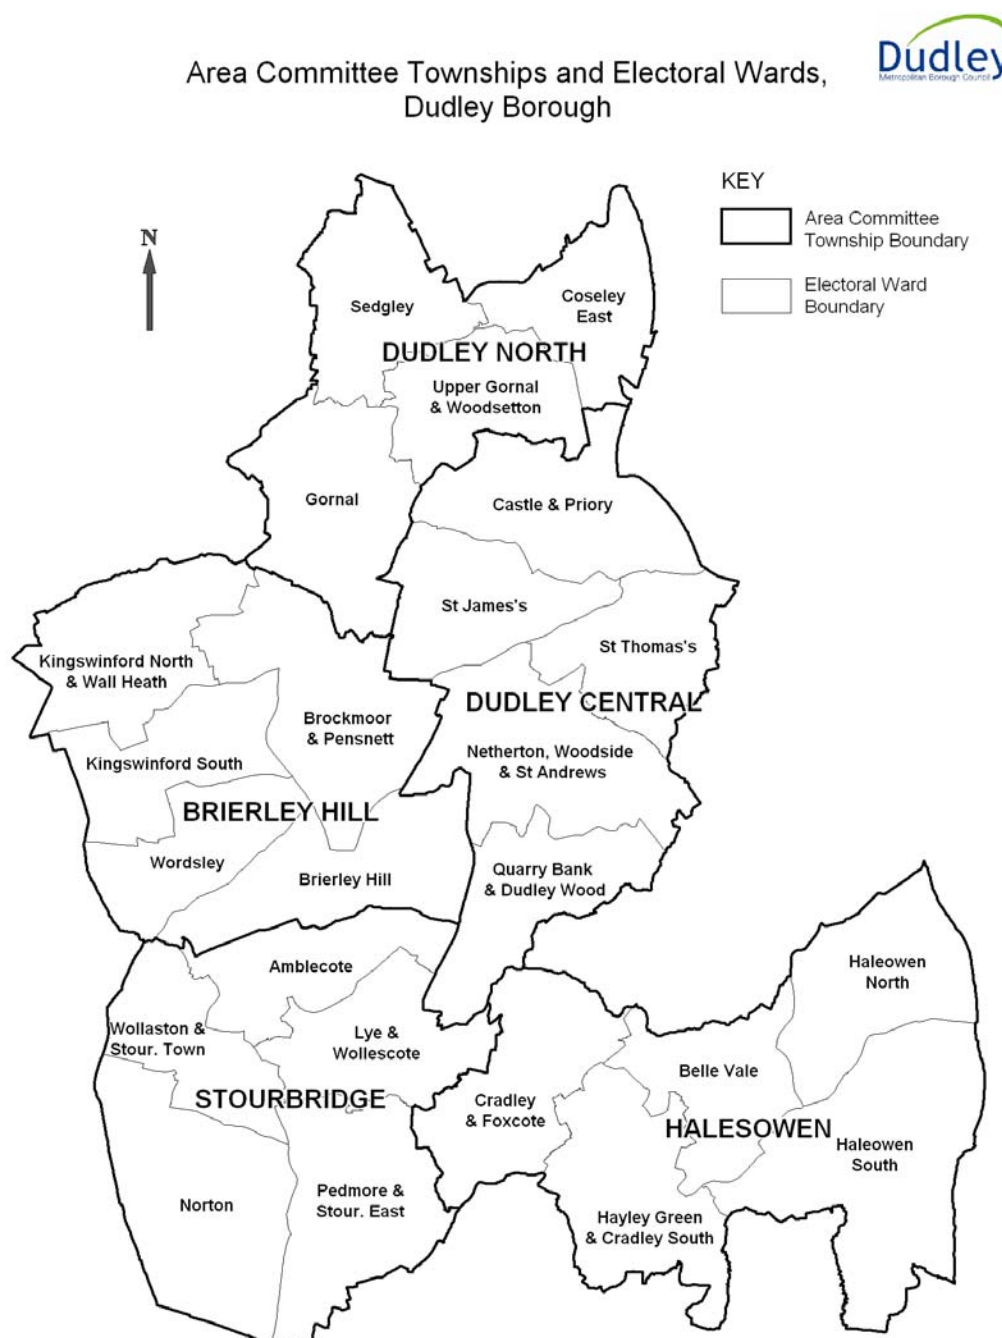 Dudley
Metropolitan Borough Council
Area Committee Townships and Electoral Wards,
Dudley Borough
KEY
Area Committee
Township Boundary
Electoral Ward
Boundary
N
Sedgley
Coseley
East
DUDLEY NORTH
Upper Gornal
& Woodsetton
Gornal
Castle & Priory
St James's
St Thomas's
Kingswinford North
& Wall Heath
DUDLEY CENTRAL
Brockmoor
& Pensnett
Netherton, Woodside
& St Andrews
Kingswinford South
BRIERLEY HILL
Wordsley
Brierley Hill
Quarry Bank
& Dudley Wood
Amblecote
Haleowen
North
Wollaston &
Stour. Town
Lye &
Wollescote
Belle Vale
STOURBRIDGE
Cradley
& Foxcote
HALESOWEN
Haleowen
South
Norton
Pedmore &
Stour. East
Hayley Green
& Cradley South